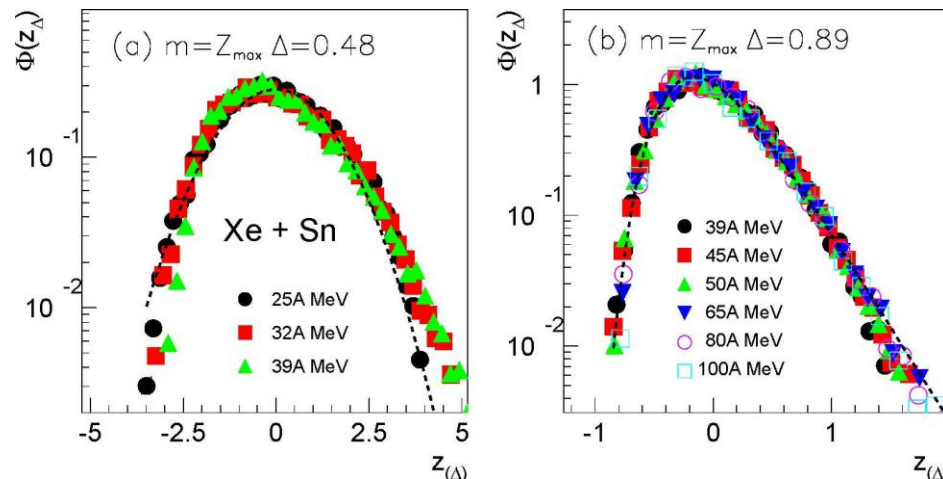 Φ(z_Δ)
(a) m=Z_max Δ=0.48
10^-1
10^-2
Xe + Sn
25A MeV
32A MeV
39A MeV
-5 -2.5 0 2.5 5
z_(Δ)
Φ(z_Δ)
(b) m=Z_max Δ=0.89
1
10^-1
10^-2
39A MeV
45A MeV
50A MeV
65A MeV
80A MeV
100A MeV
-1 0 1
z_(Δ)